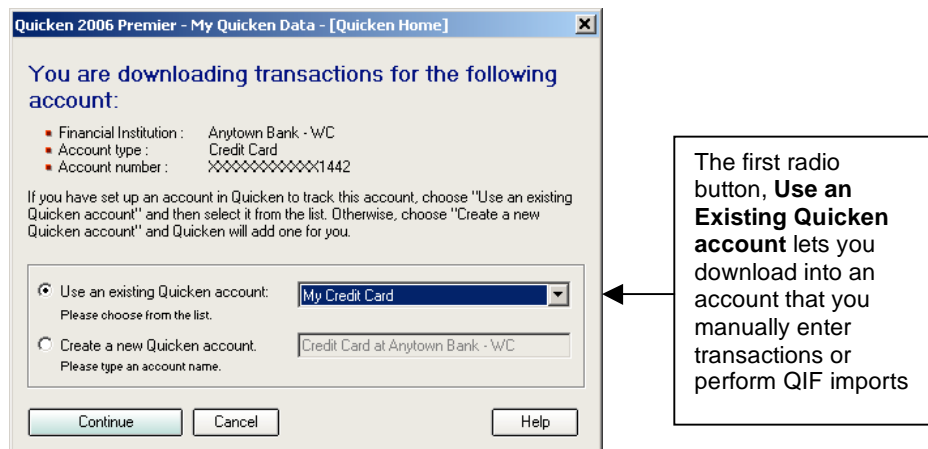 Quicken 2006 Premier - My Quicken Data - [Quicken Home]
You are downloading transactions for the following
account:
Financial Institution : Anytown Bank - WC
Account type : Credit Card
Account number : XXXXXXXXXXXX1442
If you have set up an account in Quicken to track this account, choose "Use an existing
Quicken account" and then select it from the list. Otherwise, choose "Create a new
Quicken account" and Quicken will add one for you.
Use an existing Quicken account: My Credit Card
Please choose from the list.
Create a new Quicken account. Credit Card at Anytown Bank - WC
Please type an account name.
Continue Cancel Help
The first radio
button, Use an
Existing Quicken
account lets you
download into an
account that you
manually enter
transactions or
perform QIF imports